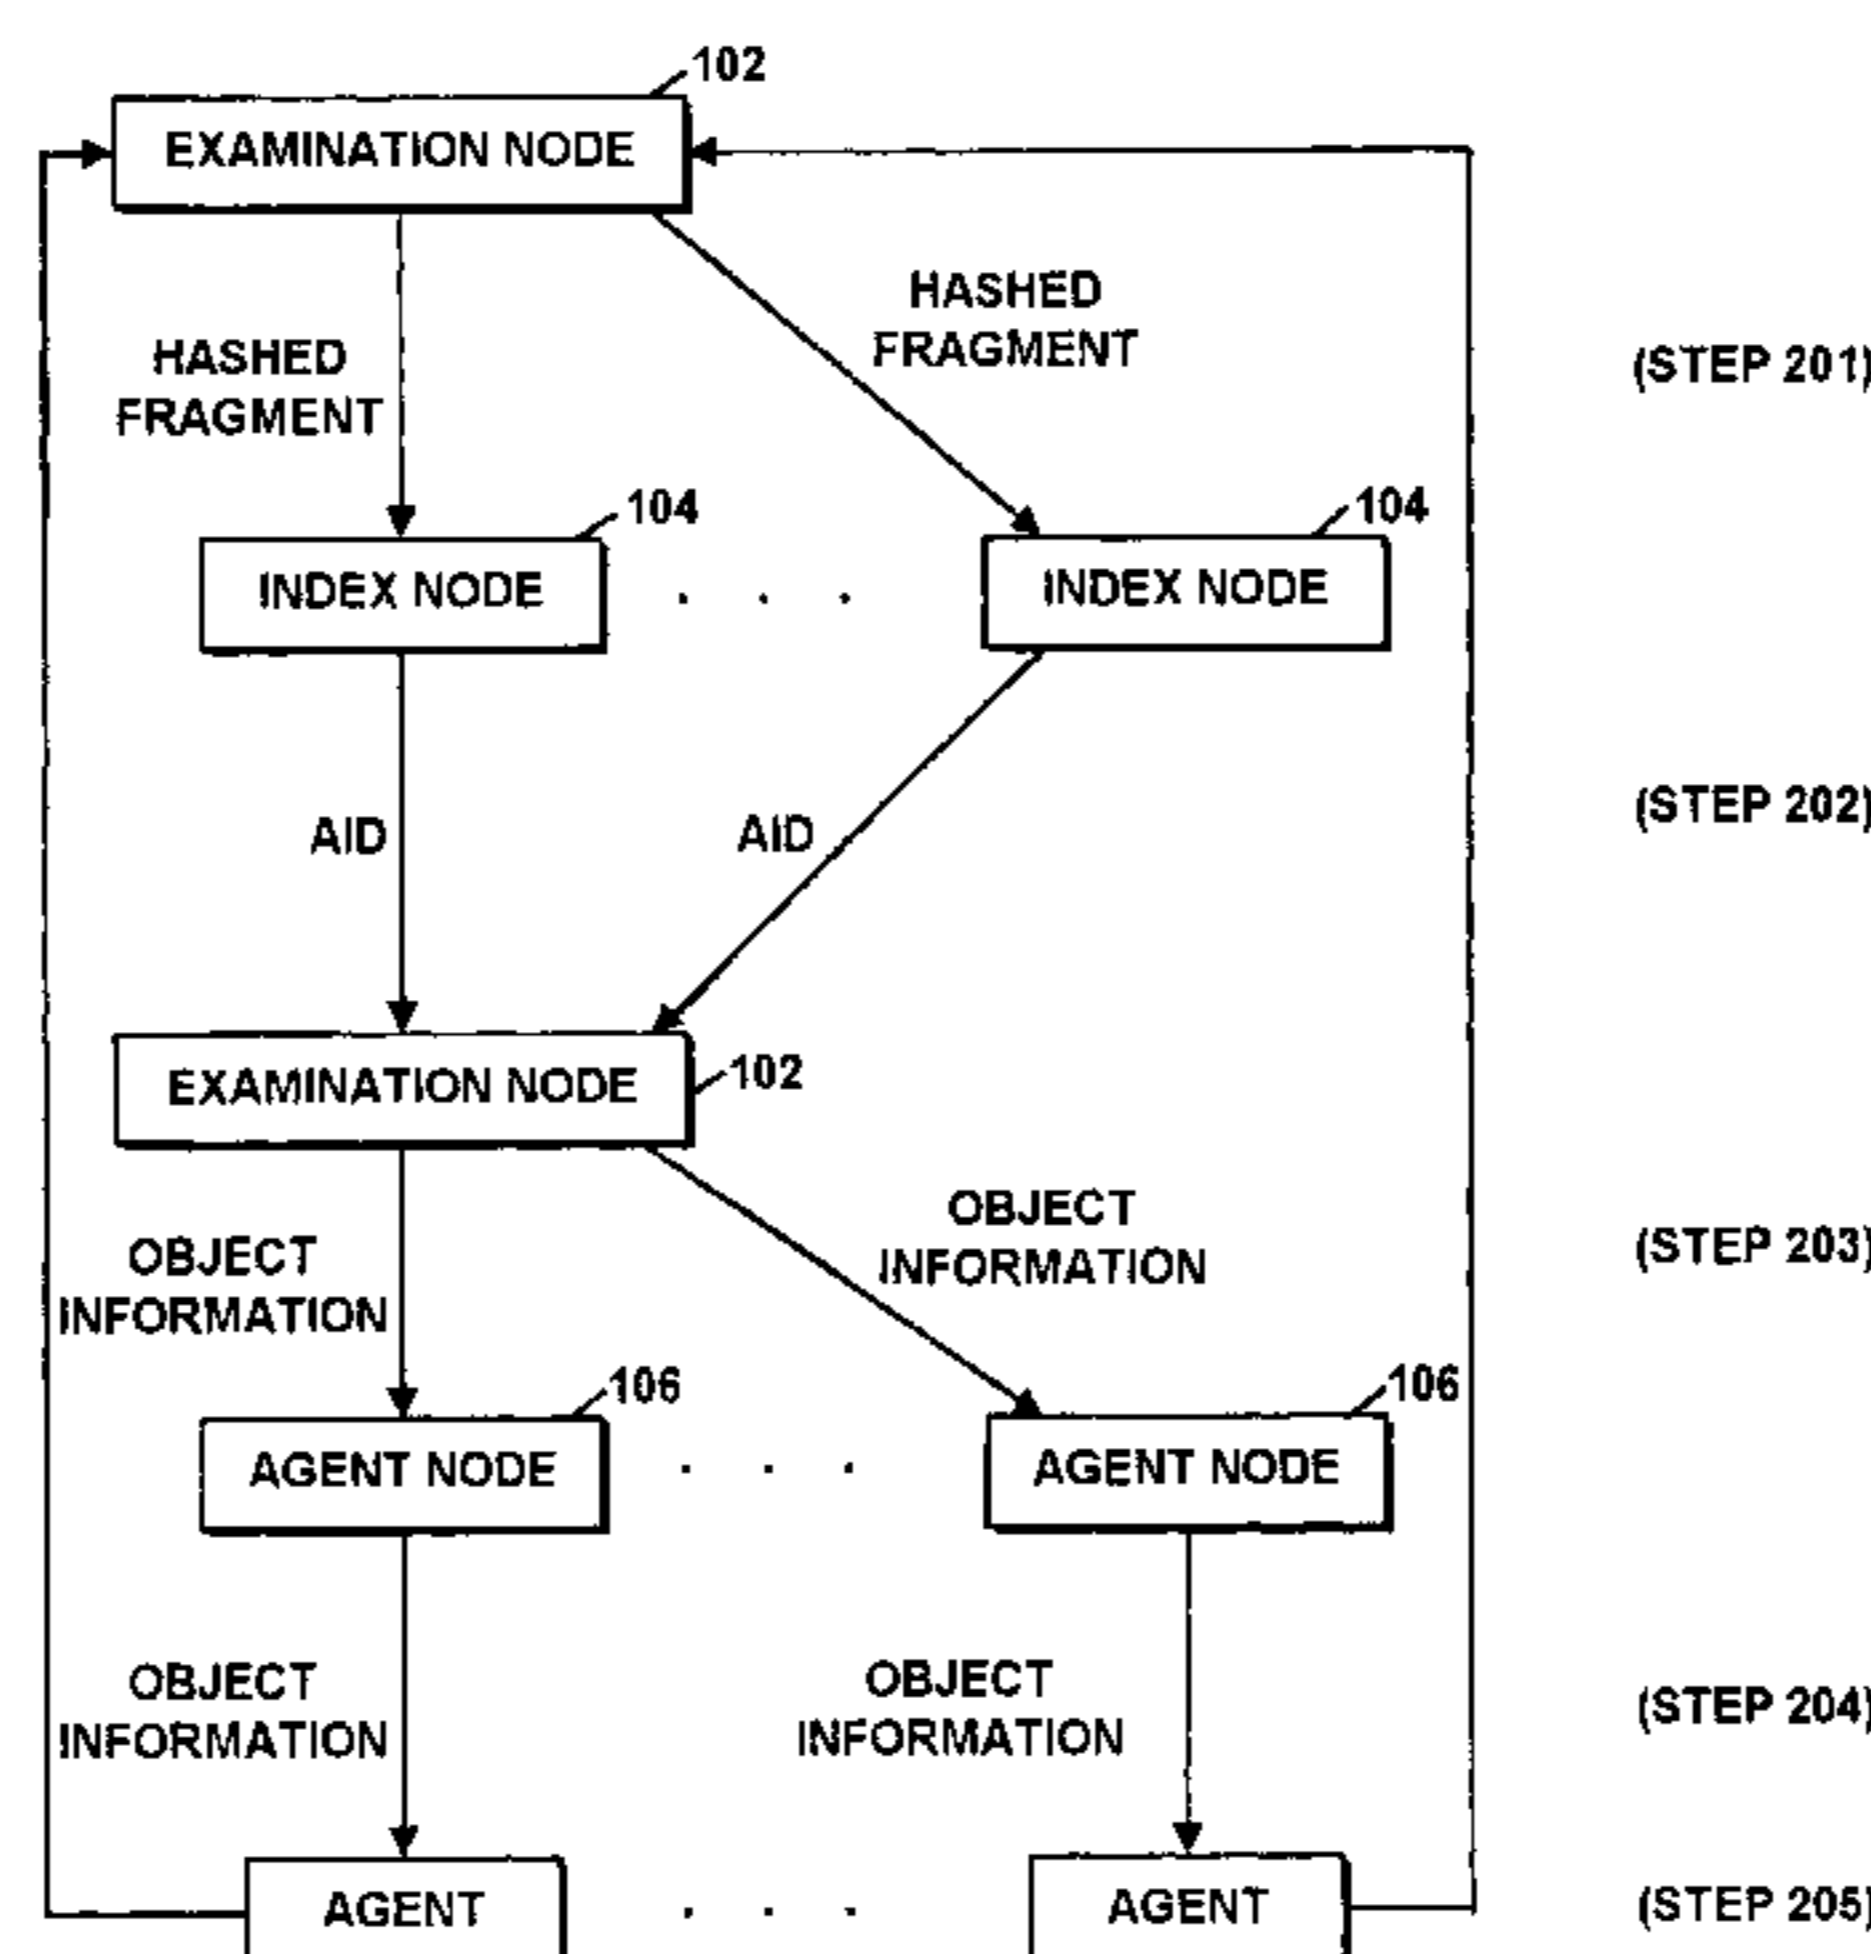 102
EXAMINATION NODE
HASHED
FRAGMENT
HASHED
FRAGMENT
(STEP 201)
104
104
INDEX NODE
INDEX NODE
(STEP 202)
AID
AID
EXAMINATION NODE
102
OBJECT
INFORMATION
OBJECT
INFORMATION
(STEP 203)
106
106
AGENT NODE
AGENT NODE
OBJECT
INFORMATION
OBJECT
INFORMATION
(STEP 204)
AGENT
AGENT
(STEP 205)